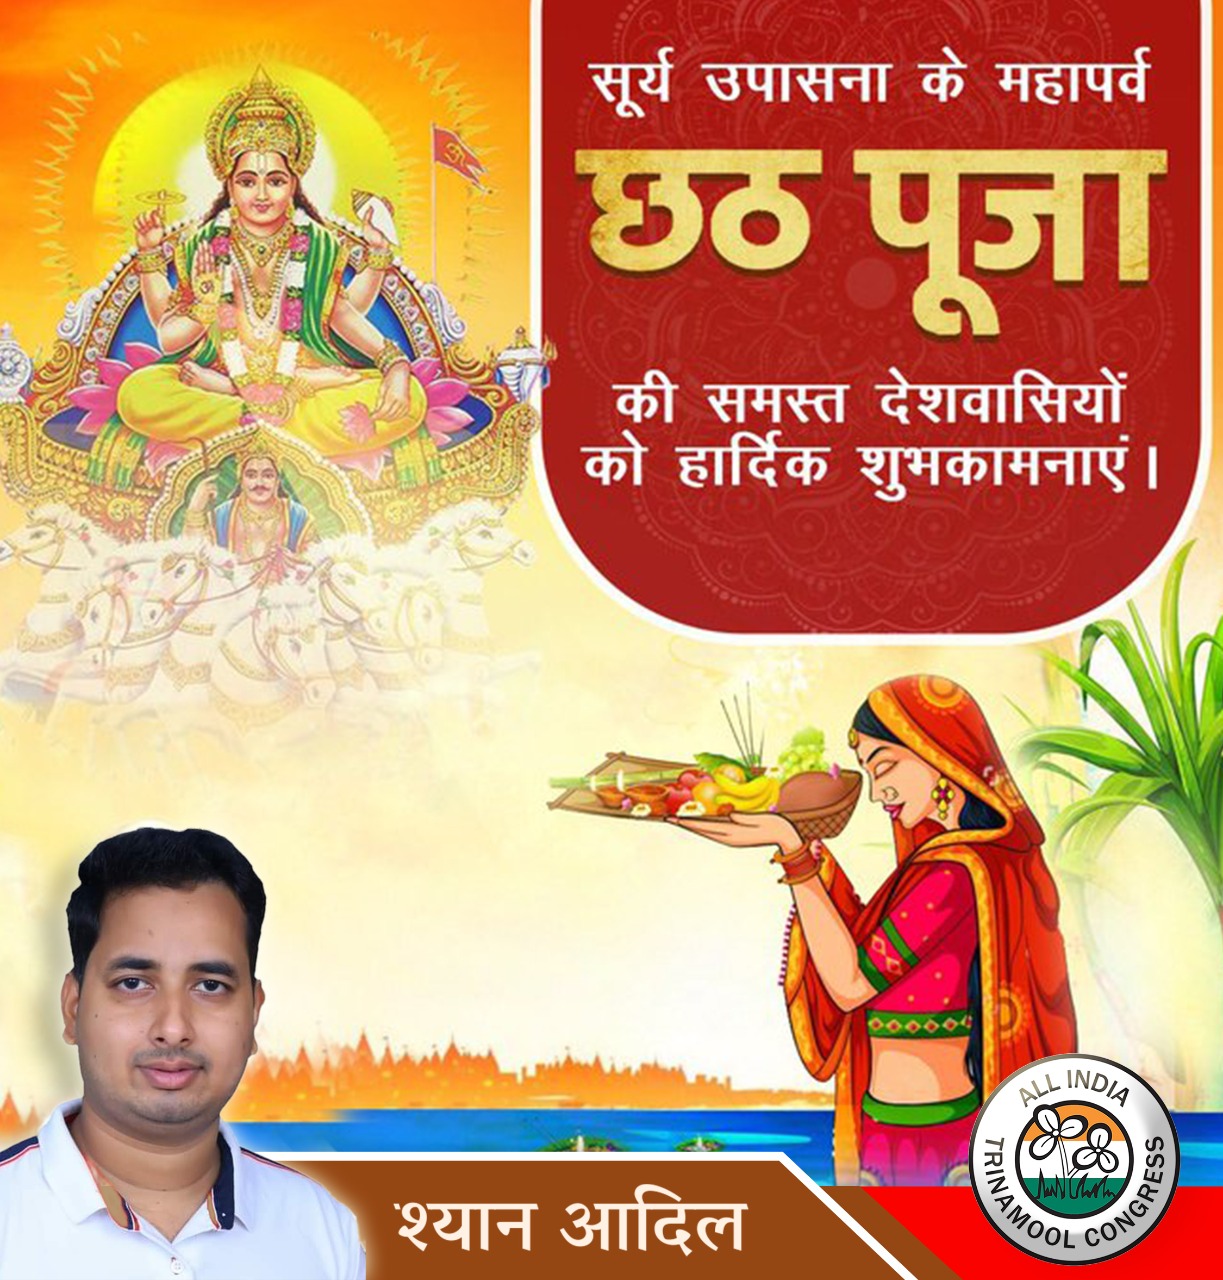 सूर्य उपासना के महापर्व
छठ पूजा
की समस्त देशवासियों
को हार्दिक शुभकामनाएं।
श्यान आदिल
ALL INDIA
TRINAMOOL CONGRESS